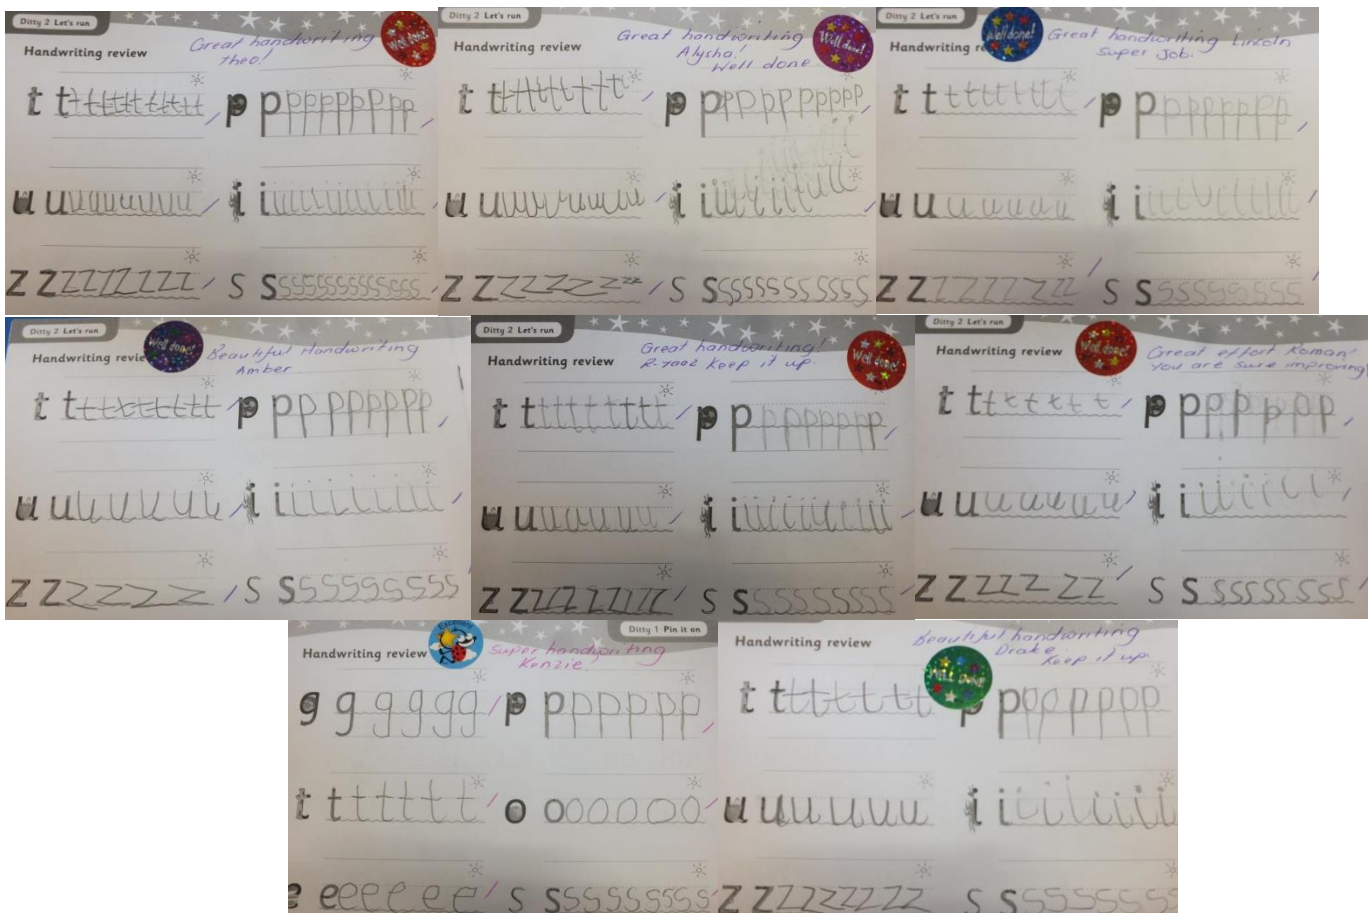 Ditty 2 Let's run
Handwriting review
Great handwriting
Theo!
Well done!
t t t t t t t t t t t
p p p p p p p p p p
u u u u u u u u u
i i i i i i i i i i
z z z z z z z z z
s s s s s s s s s s s s s
Ditty 2 Let's run
Handwriting review
Great handwriting
Alysha!
Well done
Well done!
t t t t t t t t t t
p p p p p p p p p p p
u u u u u u u u u
i i i i i i i i i i
z z z z z z z z z
s s s s s s s s s s s s
Ditty 2 Let's run
Handwriting re
Well done!
Great handwriting Lincoln
Super Job.
t t t t t t t t t
p p p p p p p p p
u u u u u u u
i i i i i i i i i
z z z z z z z z z
s s s s s s s s s
Ditty 2 Let's run
Handwriting revie
Well done!
Beautiful Handwriting
Amber
t t t t t t t t t
p p p p p p p p
u u u u u u u u
i i i i i i i i
z z z z z z
s s s s s s s s s s
Ditty 2 Let's run
Handwriting review
Great handwriting!
Keep it up.
Well done!
t t t t t t t t t t
p p p p p p p p p
u u u u u u u u
i i i i i i i i i
z z z z z z z z z
s s s s s s s s s s
Ditty 2 Let's run
Handwriting review
Well done!
Great effort Roman!
You are sure improving!
t t t t t t t
p p p p p p p
u u u u u u u
i i i i i i i
z z z z z z z
s s s s s s s s s s
Ditty 1 Pin it on
Handwriting review
Excellent
Super handwriting
Kenzie
g g g g g g g
p p p p p p p
t t t t t t t
o o o o o o o
e e e e e e e
s s s s s s s s s
Handwriting review
Beautiful handwriting
Drake
Keep it up.
WELL DONE!
t t t t t t t t
p p p p p p p p
u u u u u u u
i i i i i i i i
z z z z z z z z
s s s s s s s s